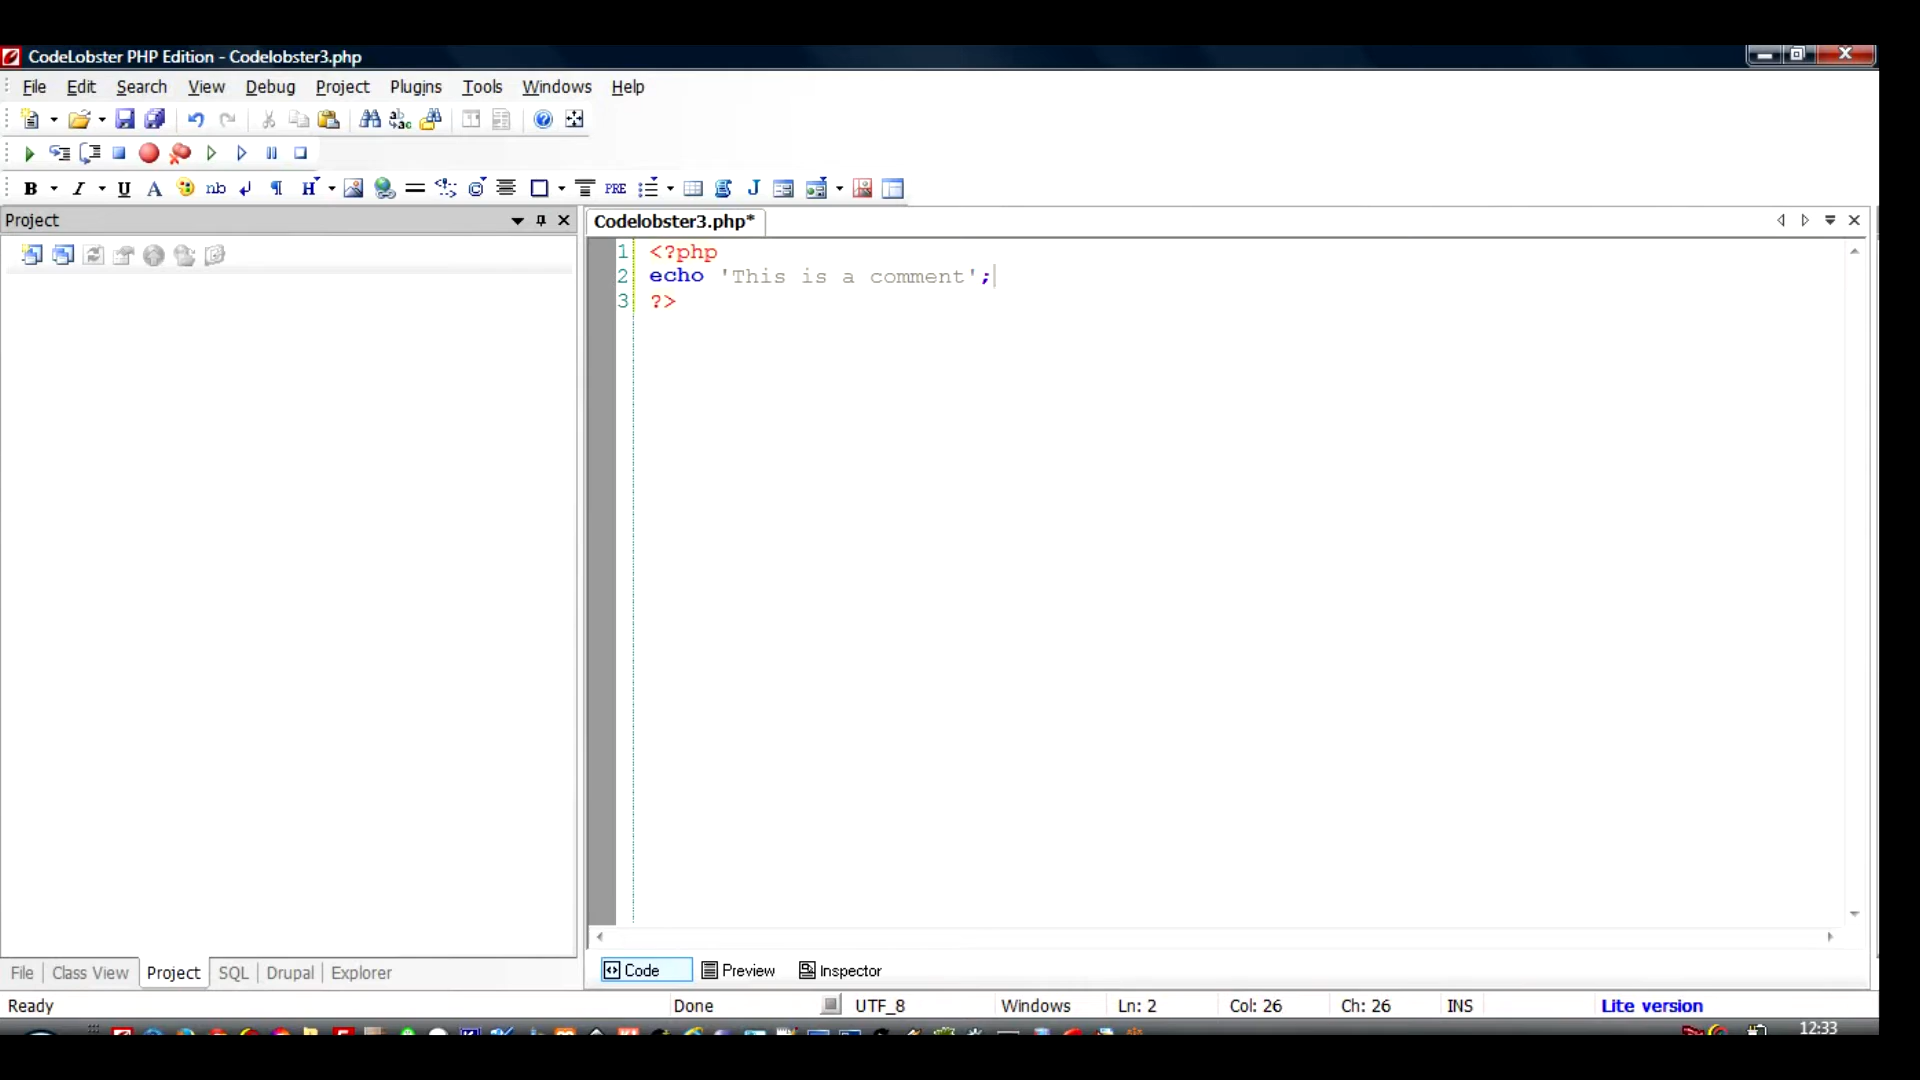 CodeLobster PHP Edition - Codelobster3.php
File Edit Search View Debug Project Plugins Tools Windows Help
B I U A nb H PRE J
Project
Codelobster3.php*
1 <?php
2 echo 'This is a comment';
3 ?>
File Class View Project SQL Drupal Explorer
Code Preview Inspector
Ready Done UTF_8 Windows Ln: 2 Col: 26 Ch: 26 INS Lite version
12:33